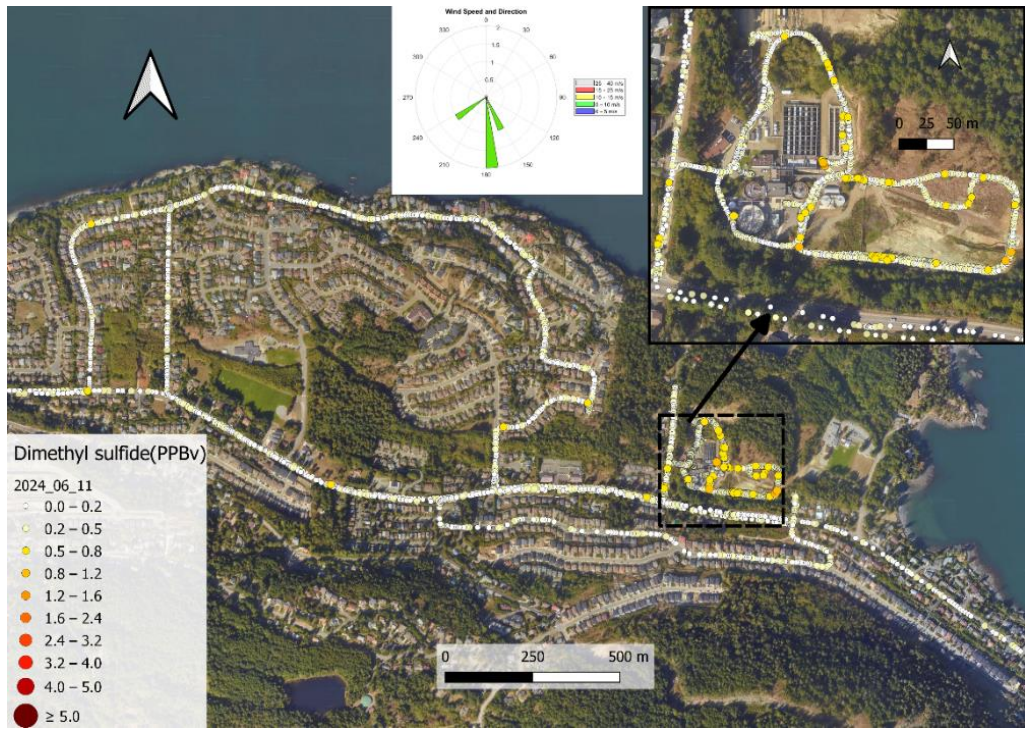 Wind Speed and Direction
0
30
60
90
120
150
180
210
240
270
300
330
2
1.5
1
0.5
25 - 40 m/s
15 - 25 m/s
10 - 15 m/s
0 25 50 m
Dimethyl sulfide(PPBv)
2024_06_11
0.0 – 0.2
0.2 – 0.5
0.5 – 0.8
0.8 – 1.2
1.2 – 1.6
1.6 – 2.4
2.4 – 3.2
3.2 – 4.0
4.0 – 5.0
≥ 5.0
0 250 500 m